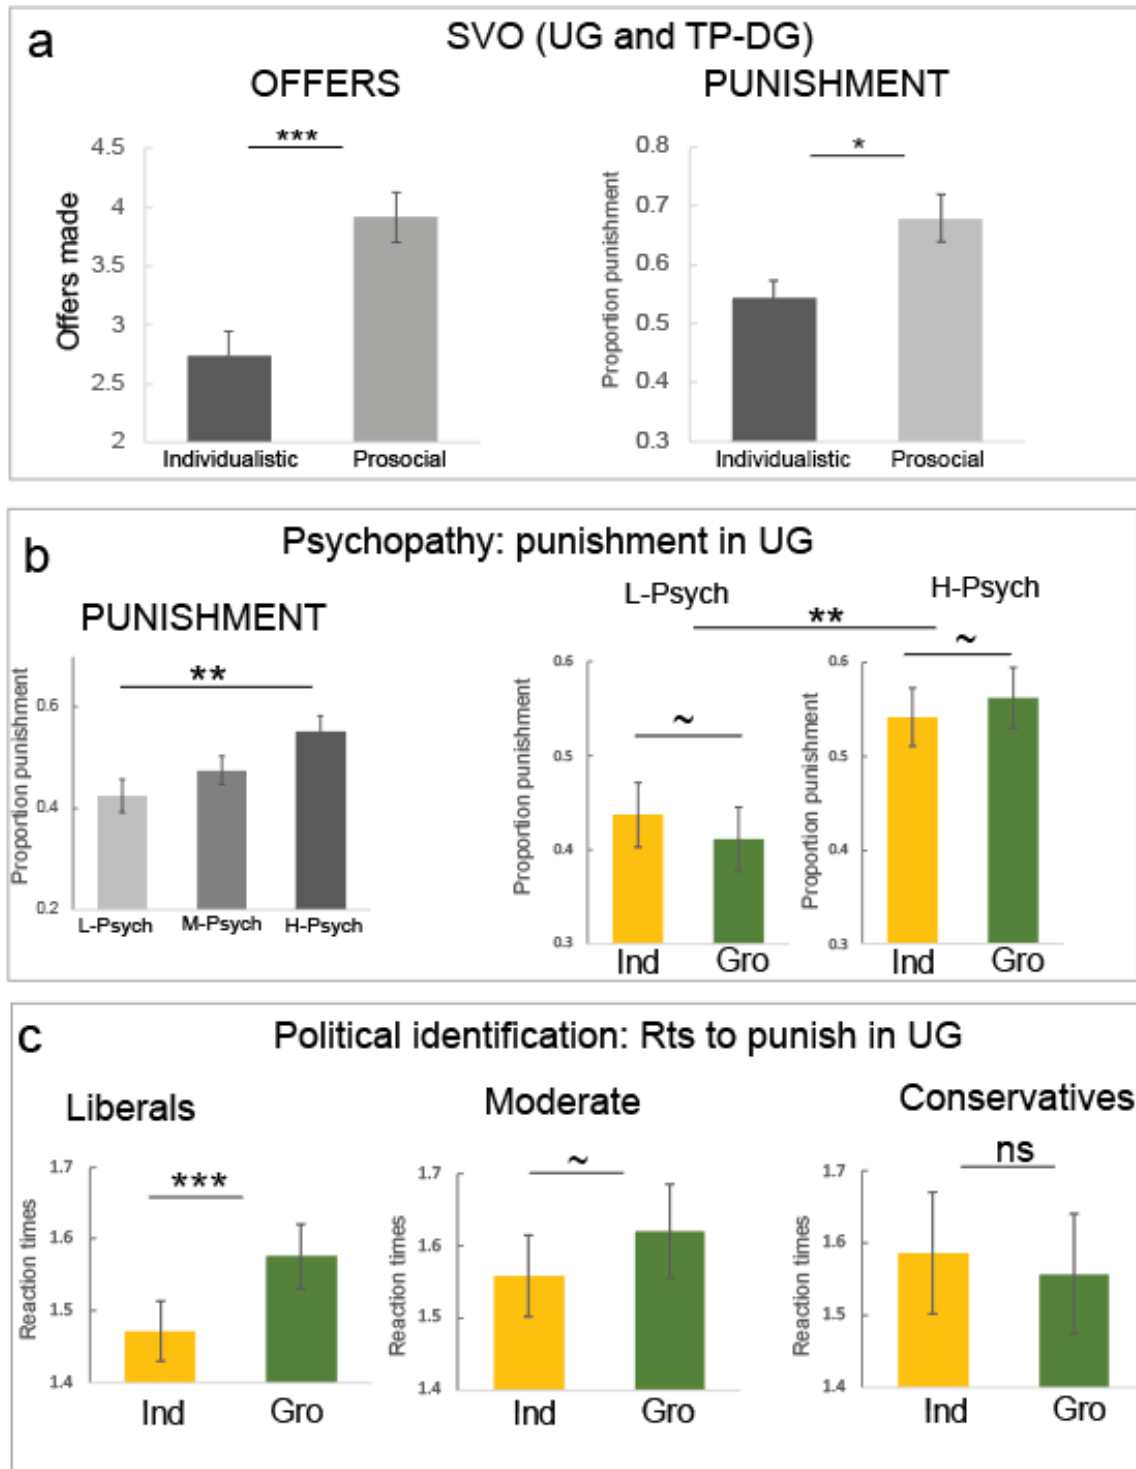 a
SVO (UG and TP-DG)
OFFERS
***
Offers made
4.5
4
3.5
3
2.5
2
Individualistic Prosocial
PUNISHMENT
*
Proportion punishment
0.8
0.7
0.6
0.5
0.4
0.3
Individualistic Prosocial
b
Psychopathy: punishment in UG
PUNISHMENT
**
Proportion punishment
0.6
0.4
0.2
L-Psych M-Psych H-Psych
L-Psych
H-Psych
**
~
Proportion punishment
0.6
0.5
0.4
0.3
Ind Gro
~
Proportion punishment
0.6
0.5
0.4
0.3
Ind Gro
c
Political identification: Rts to punish in UG
Liberals
***
Reaction times
1.7
1.6
1.5
1.4
Ind Gro
Moderate
~
Reaction times
1.7
1.6
1.5
1.4
Ind Gro
Conservatives
ns
Reaction times
1.7
1.6
1.5
1.4
Ind Gro